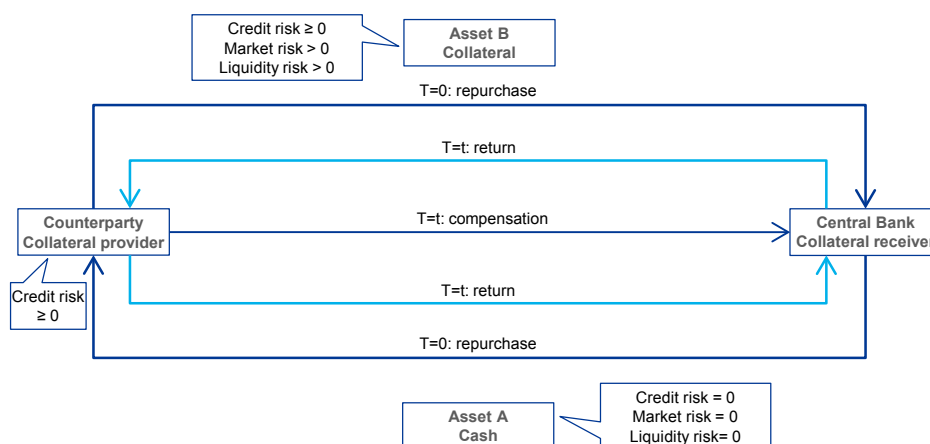 Credit risk ≥ 0
Market risk > 0
Liquidity risk > 0
Asset B
Collateral
T=0: repurchase
T=t: return
Counterparty
Collateral provider
T=t: compensation
Central Bank
Collateral receiver
Credit risk
≥ 0
T=t: return
T=0: repurchase
Asset A
Cash
Credit risk = 0
Market risk = 0
Liquidity risk= 0